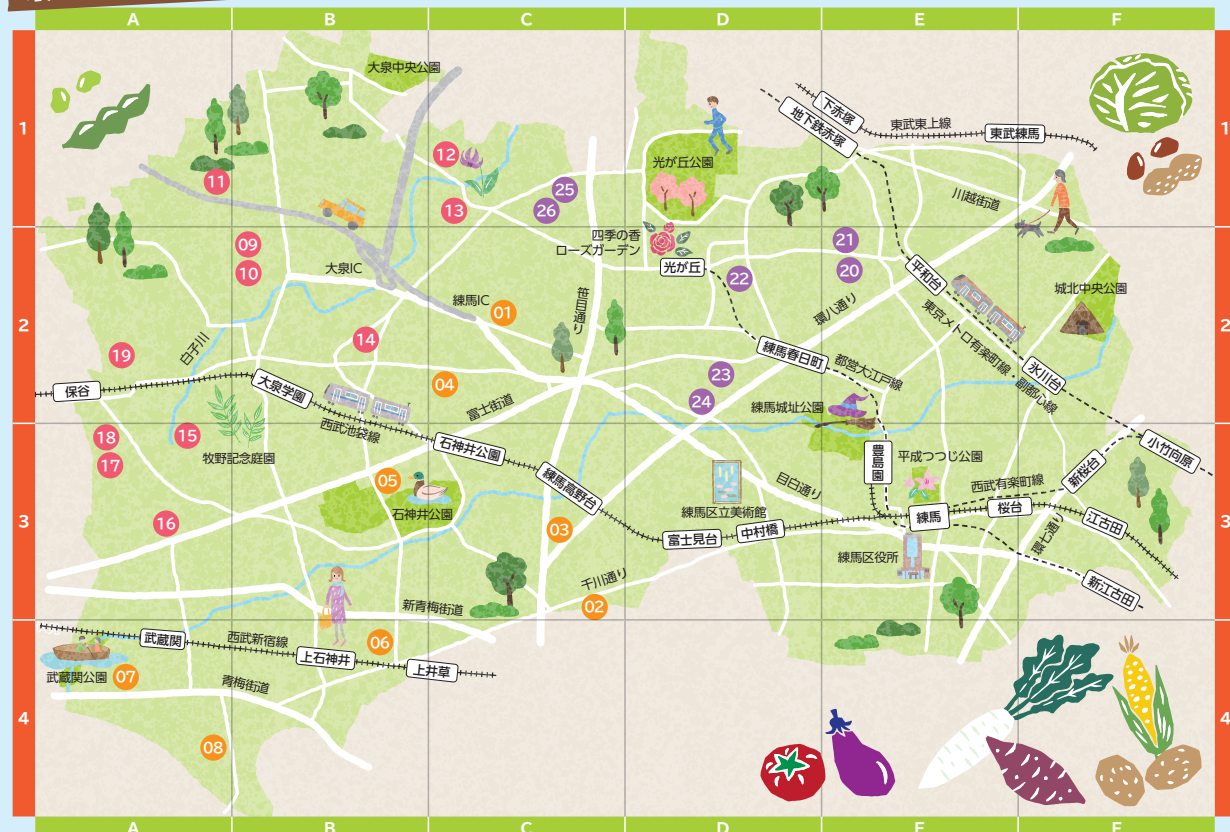 A B C D E F
1
大泉中央公園
下赤塚
地下鉄赤塚
東武東上線
東武練馬
12
光が丘公園
11
25
川越街道
13
26
四季の香
ローズガーデン
21
09
光が丘
20
10
大泉IC
22
平和台
城北中央公園
練馬IC
01
笹目通り
環八通り
2
14
東京メトロ有楽町線・副都心線
白子川
19
練馬春日町
都営大江戸線
氷川台
23
保谷
大泉学園
04
24
練馬城址公園
富士街道
西武池袋線
18
15
石神井公園
豊島園
小竹向原
牧野記念庭園
平成つつじ公園
新桜台
17
練馬高野台
05
目白通り
西武有楽町線
石神井公園
練馬区立美術館
3
16
03
練馬
桜台
江古田
富士見台
中村橋
環七通り
練馬区役所
千川通り
新江古田
新青梅街道
02
武蔵関
西武新宿線
06
上石神井
上井草
武蔵関公園
07
青梅街道
4
08
A B C D E F
1
2
3
4